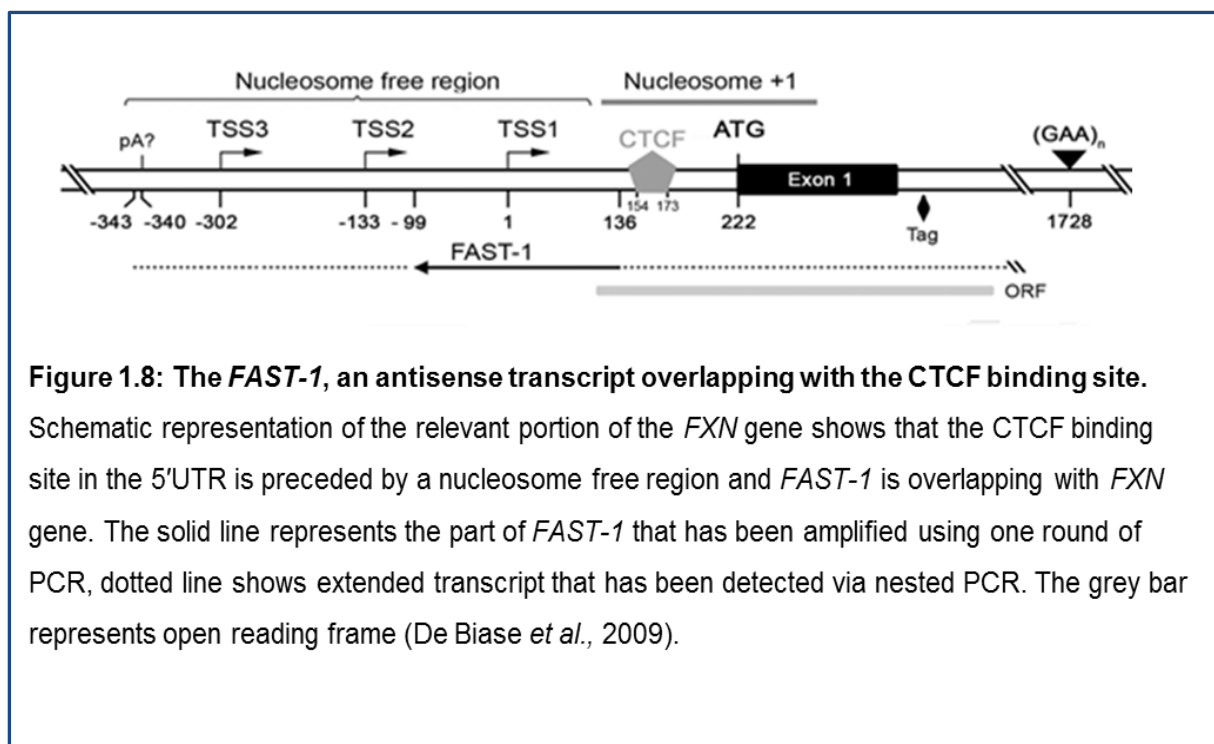 Nucleosome free region Nucleosome +1
pA? TSS3 TSS2 TSS1 CTCF ATG (GAA)n
Exon 1
154 173
-343 -340 -302 -133 - 99 1 136 222 Tag 1728
FAST-1
ORF
Figure 1.8: The FAST-1, an antisense transcript overlapping with the CTCF binding site.
Schematic representation of the relevant portion of the FXN gene shows that the CTCF binding
site in the 5'UTR is preceded by a nucleosome free region and FAST-1 is overlapping with FXN
gene. The solid line represents the part of FAST-1 that has been amplified using one round of
PCR, dotted line shows extended transcript that has been detected via nested PCR. The grey bar
represents open reading frame (De Biase et al., 2009).